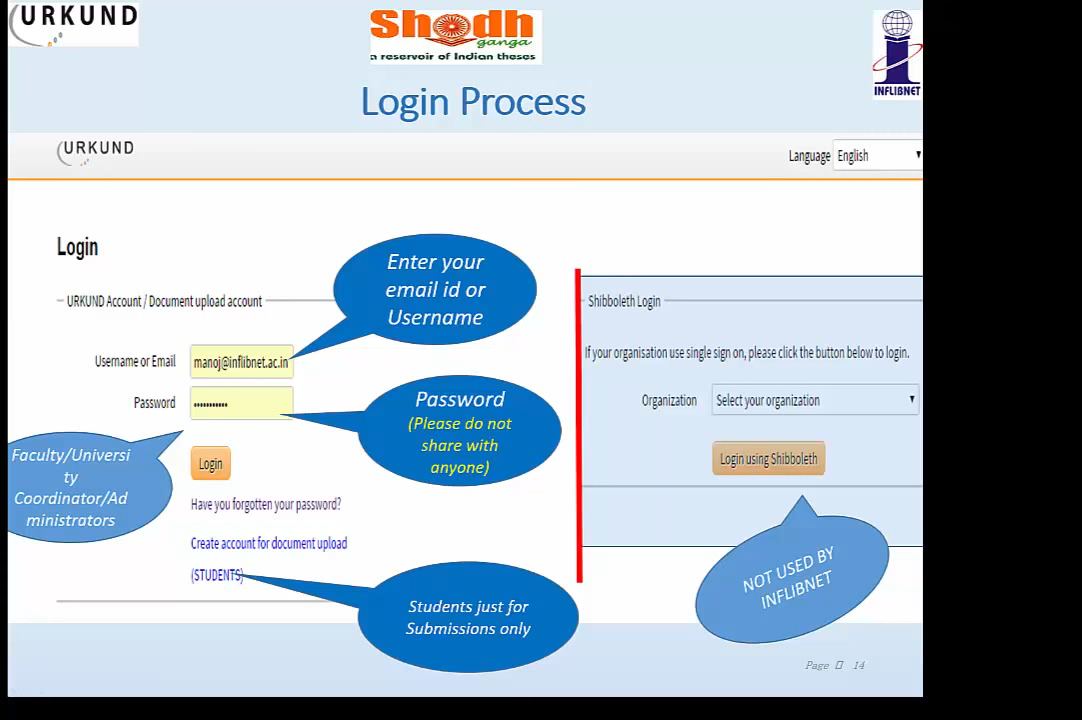 URKUND
Shodh
ganga
a reservoir of Indian theses
INFLIBNET
Login Process
URKUND
Language English
Login
URKUND Account / Document upload account
Enter your
email id or
Username
Username or Email manoj@inflibnet.ac.in
Password •••••••••••
Password
(Please do not
share with
anyone)
Faculty/Universi
ty
Coordinator/Ad
ministrators
Login
Have you forgotten your password?
Create account for document upload
(STUDENTS)
Students just for
Submissions only
Shibboleth Login
If your organisation use single sign on, please click the button below to login.
Organization Select your organization
Login using Shibboleth
NOT USED BY
INFLIBNET
Page 14